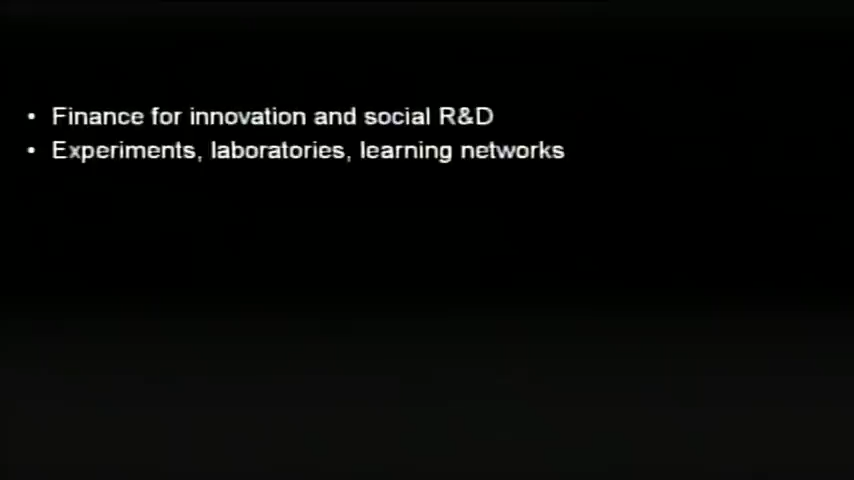 • Finance for innovation and social R&D
• Experiments, laboratories, learning networks